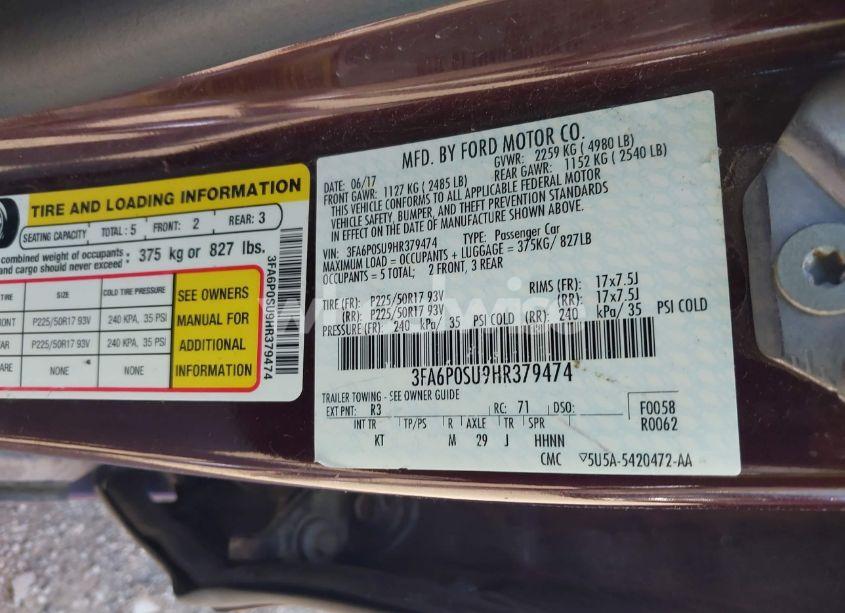 TIRE AND LOADING INFORMATION
SEATING CAPACITY TOTAL: 5 FRONT: 2 REAR: 3
combined weight of occupants : 375 kg or 827 lbs.
and cargo should never exceed :
TIRE SIZE COLD TIRE PRESSURE
FRONT P225/50R17 93V 240 KPA, 35 PSI
REAR P225/50R17 93V 240 KPA, 35 PSI
SPARE NONE NONE
SEE OWNERS
MANUAL FOR
ADDITIONAL
INFORMATION
3FA6P0SU9HR379474
MFD. BY FORD MOTOR CO.
DATE: 06/17 GVWR: 2259 KG ( 4980 LB)
FRONT GAWR: 1127 KG ( 2485 LB) REAR GAWR: 1152 KG ( 2540 LB)
THIS VEHICLE CONFORMS TO ALL APPLICABLE FEDERAL MOTOR
VEHICLE SAFETY, BUMPER, AND THEFT PREVENTION STANDARDS
IN EFFECT ON THE DATE OF MANUFACTURE SHOWN ABOVE.
VIN: 3FA6P0SU9HR379474 TYPE: Passenger Car
MAXIMUM LOAD = OCCUPANTS + LUGGAGE = 375KG/ 827LB
OCCUPANTS = 5 TOTAL; 2 FRONT, 3 REAR
TIRE (FR): P225/50R17 93V RIMS (FR): 17x7.5J
(RR): P225/50R17 93V (RR): 17x7.5J
PRESSURE (FR): 240 kPa/ 35 PSI COLD (RR): 240 kPa/ 35 PSI COLD
3FA6P0SU9HR379474
TRAILER TOWING - SEE OWNER GUIDE
EXT PNT: R3 RC: 71 DSO: F0058
R0062
INT TR TP/PS R AXLE TR SPR
KT M 29 J HHNN
CMC ▽5U5A-5420472-AA